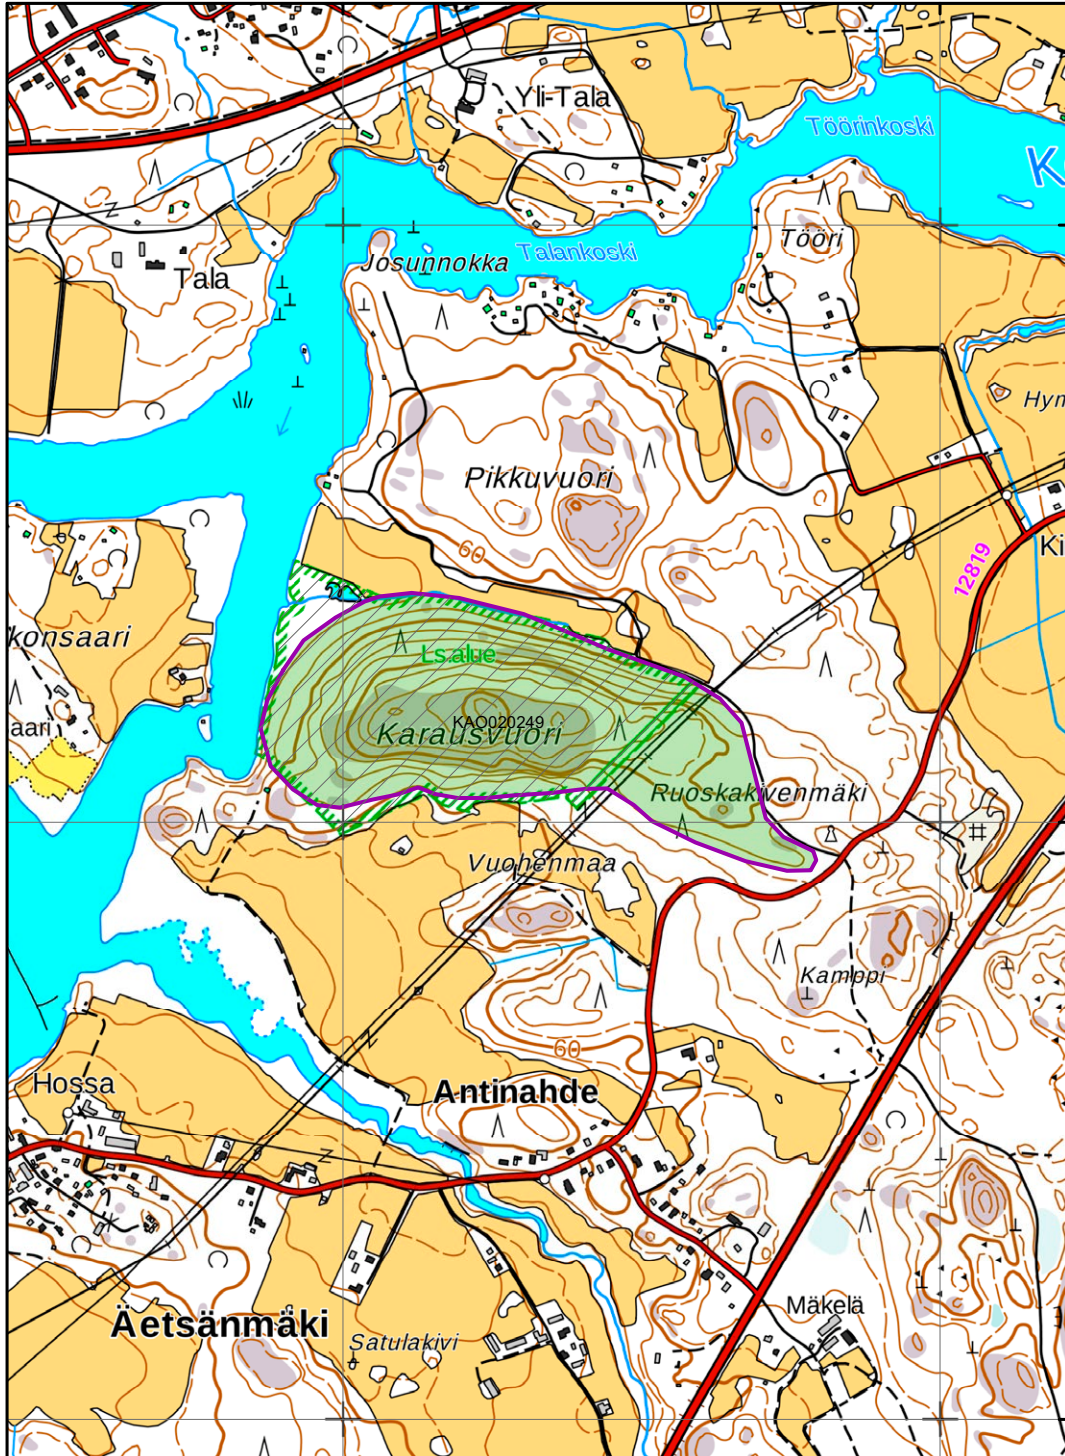 Yli-Tala
Töörinkoski
K
Tööri
Talankoski
Josunnokka
Tala
Hym
Pikkuvuori
60
12819
Ki
konsaari
Ls.alue
KAO020249
Karausvuori
aari
Ruoskakivenmäki
Vuohenmaa
Kamppi
60
Hossa
Antinahde
Mäkelä
Äetsänmäki
Satulakivi